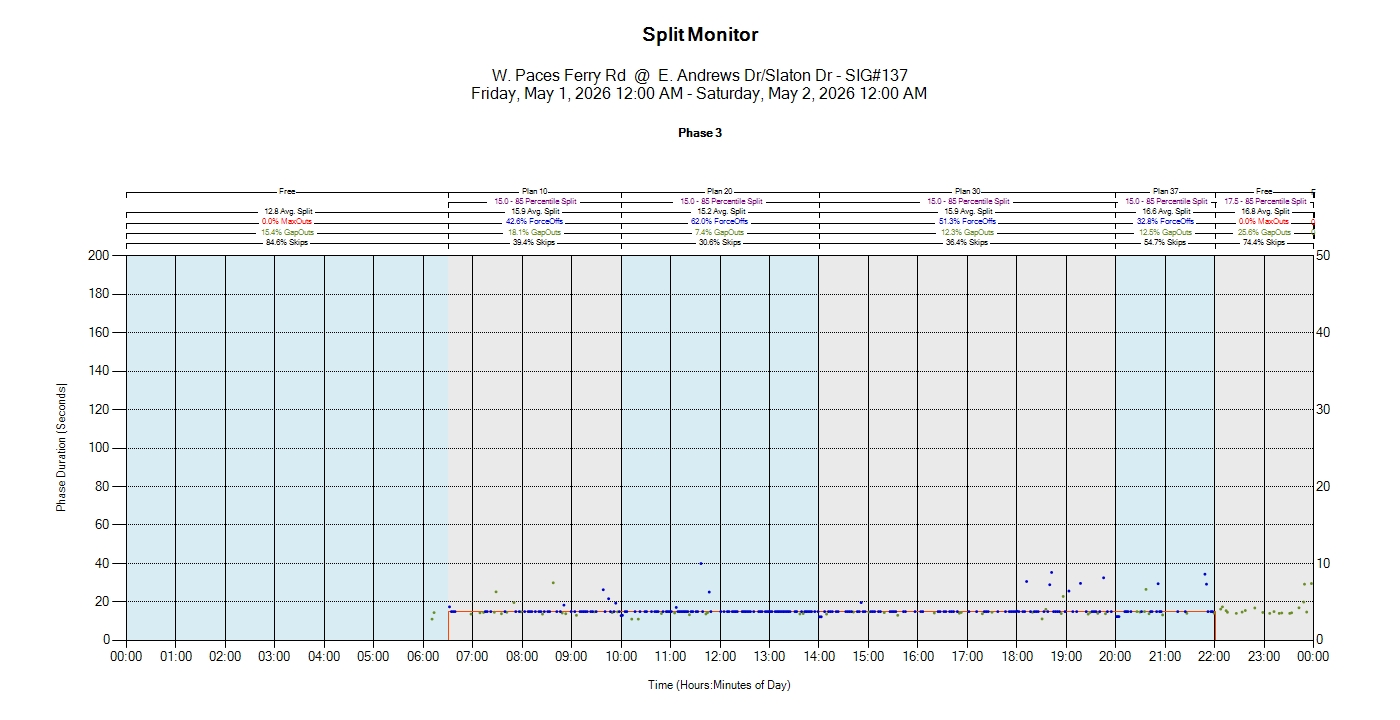 Split Monitor
W. Paces Ferry Rd @ E. Andrews Dr/Slaton Dr - SIG#137
Friday, May 1, 2026 12:00 AM - Saturday, May 2, 2026 12:00 AM
Phase 3
Free Plan 10 Plan 20 Plan 30 Plan 37 Free
15.0 - 85 Percentile Split 15.0 - 85 Percentile Split 15.0 - 85 Percentile Split 15.0 - 85 Percentile Split 17.5 - 85 Percentile Split
12.8 Avg. Split 15.9 Avg. Split 15.2 Avg. Split 15.9 Avg. Split 16.6 Avg. Split 16.8 Avg. Split
0.0% MaxOuts 42.6% ForceOffs 62.0% ForceOffs 51.3% ForceOffs 32.8% ForceOffs 0.0% MaxOuts
15.4% GapOuts 18.1% GapOuts 7.4% GapOuts 12.3% GapOuts 12.5% GapOuts 25.6% GapOuts
84.6% Skips 39.4% Skips 30.6% Skips 36.4% Skips 54.7% Skips 74.4% Skips
200 50
180
160 40
140
120 30
100
80 20
60
40 10
20
0 0
Phase Duration (Seconds)
00:00 01:00 02:00 03:00 04:00 05:00 06:00 07:00 08:00 09:00 10:00 11:00 12:00 13:00 14:00 15:00 16:00 17:00 18:00 19:00 20:00 21:00 22:00 23:00 00:00
Time (Hours:Minutes of Day)